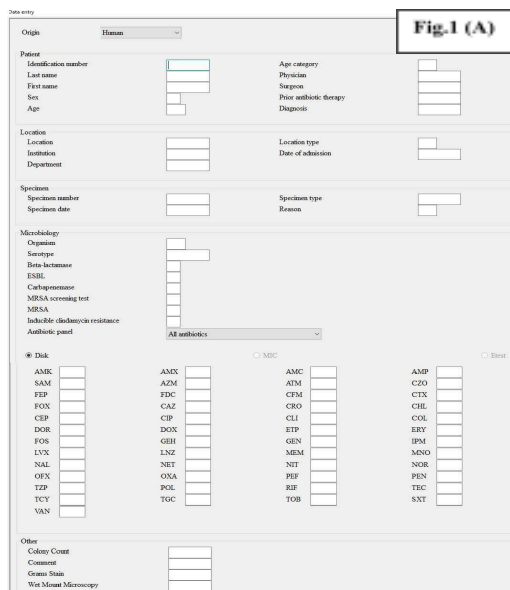 Data entry
Fig.1 (A)
Origin Human
Patient
Identification number Age category
Last name Physician
First name Surgeon
Sex Prior antibiotic therapy
Age Diagnosis
Location
Location Location type
Institution Date of admission
Department
Specimen
Specimen number Specimen type
Specimen date Reason
Microbiology
Organism
Serotype
Beta-lactamase
ESBL
Carbapenemase
MRSA screening test
MRSA
Inducible clindamycin resistance
Antibiotic panel All antibiotics
Disk MIC Etest
AMK AMX AMC AMP
SAM AZM ATM CZO
FEP FDC CFM CTX
FOX CAZ CRO CHL
CEP CIP CLI COL
DOR DOX ETP ERY
FOS GEH GEN IPM
LVX LNZ MEM MNO
NAL NET NIT NOR
OFX OXA PEF PEN
TZP POL RIF TEC
TCY TGC TOB SXT
VAN
Other
Colony Count
Comment
Grams Stain
Wet Mount Microscopy